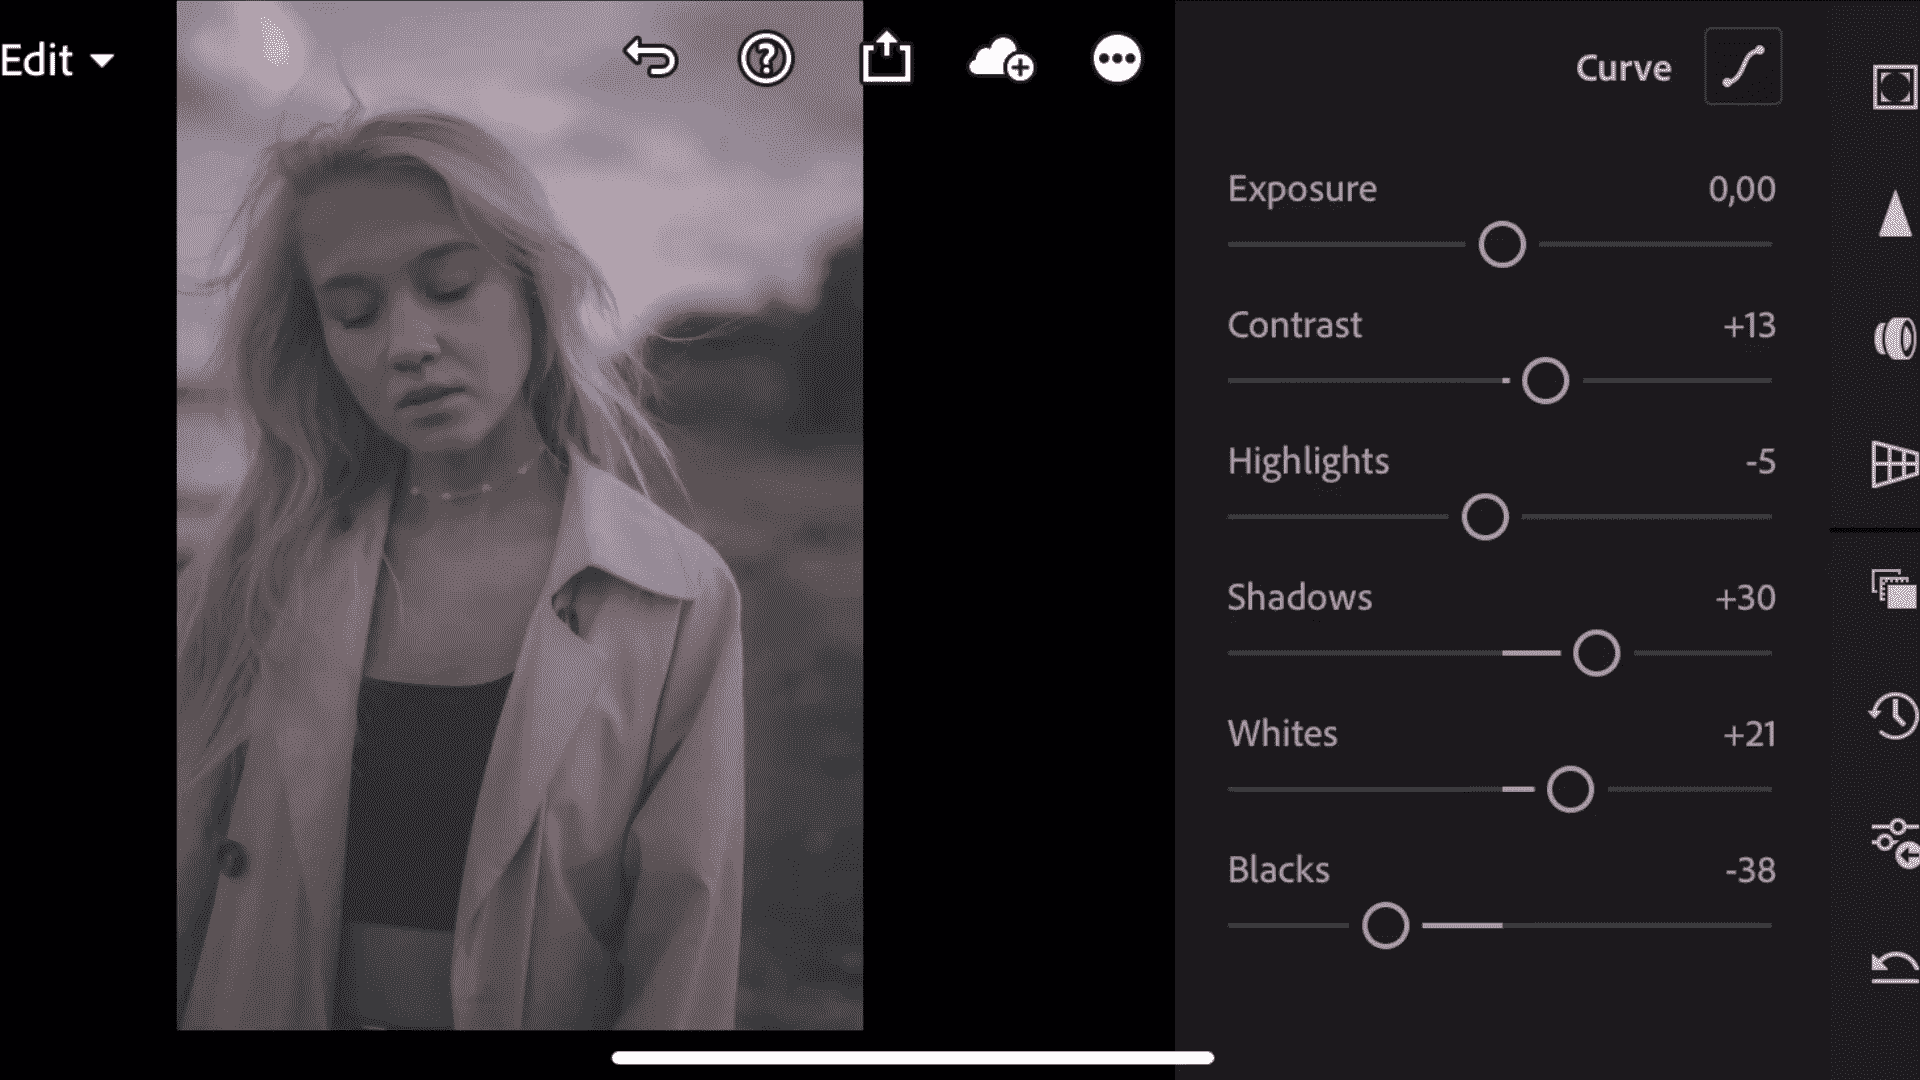 Edit
Curve
Exposure 0,00
Contrast +13
Highlights -5
Shadows +30
Whites +21
Blacks -38